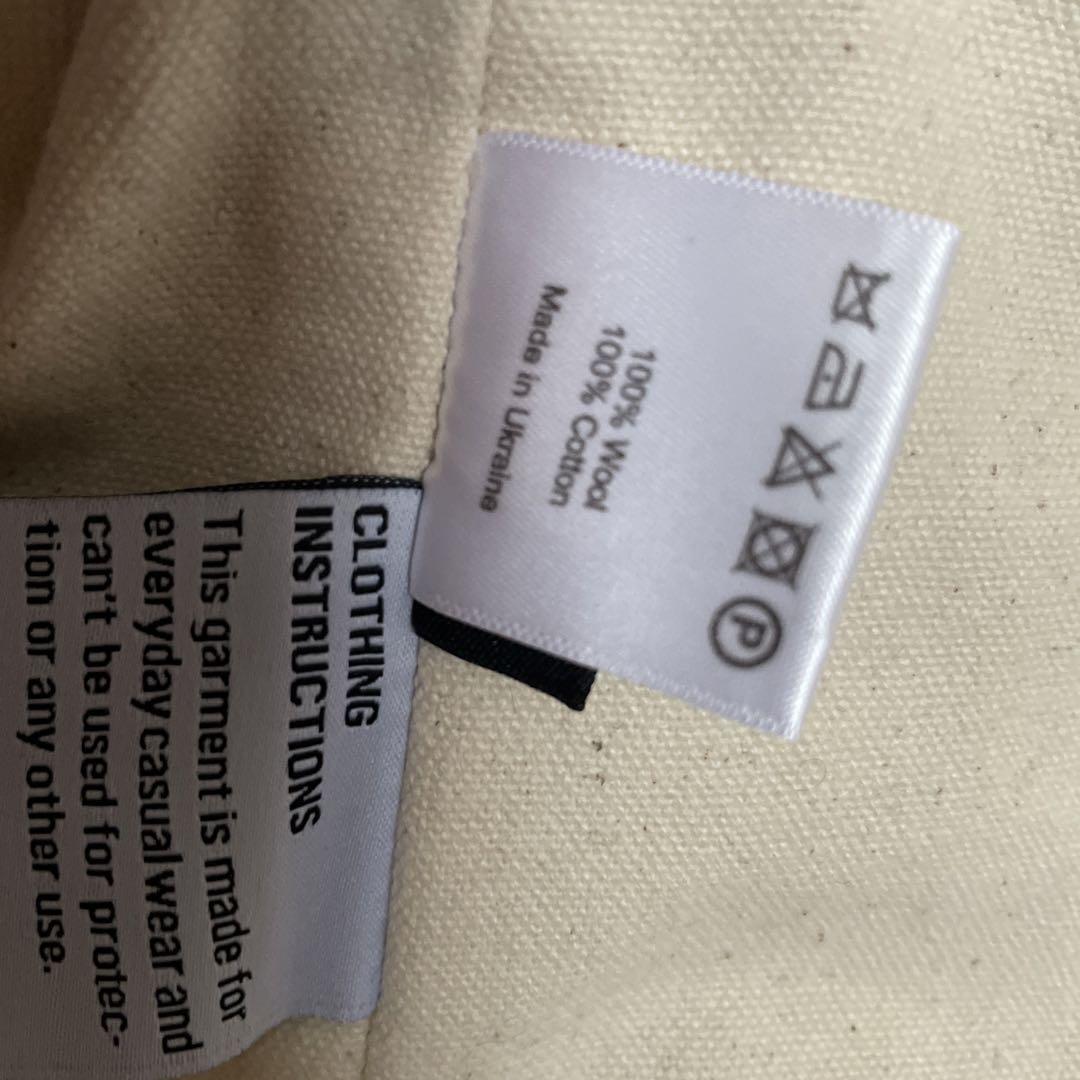 P
100% Wool
100% Cotton
Made in Ukraine
CLOTHING
INSTRUCTIONS
This garment is made for
everyday casual wear and
can't be used for protec-
tion or any other use.